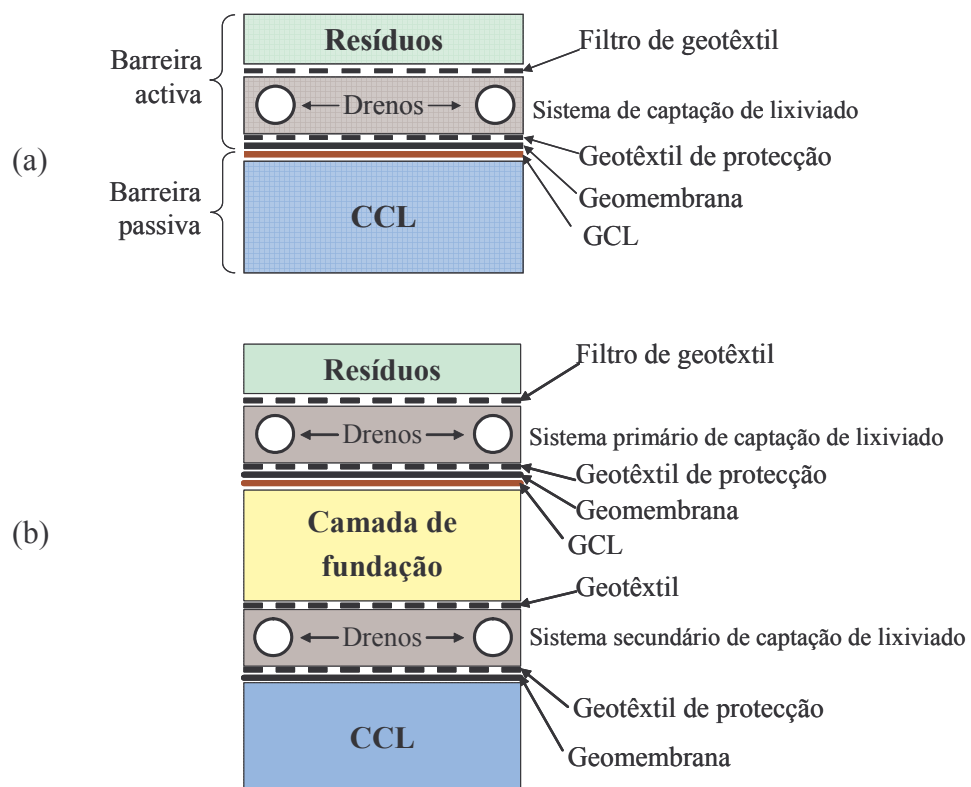 (a)
Barreira
activa
Barreira
passiva
Resíduos
Filtro de geotêxtil
Drenos
Sistema de captação de lixiviado
Geotêxtil de protecção
Geomembrana
GCL
CCL
(b)
Resíduos
Filtro de geotêxtil
Drenos
Sistema primário de captação de lixiviado
Geotêxtil de protecção
Geomembrana
GCL
Camada de
fundação
Geotêxtil
Drenos
Sistema secundário de captação de lixiviado
Geotêxtil de protecção
Geomembrana
CCL